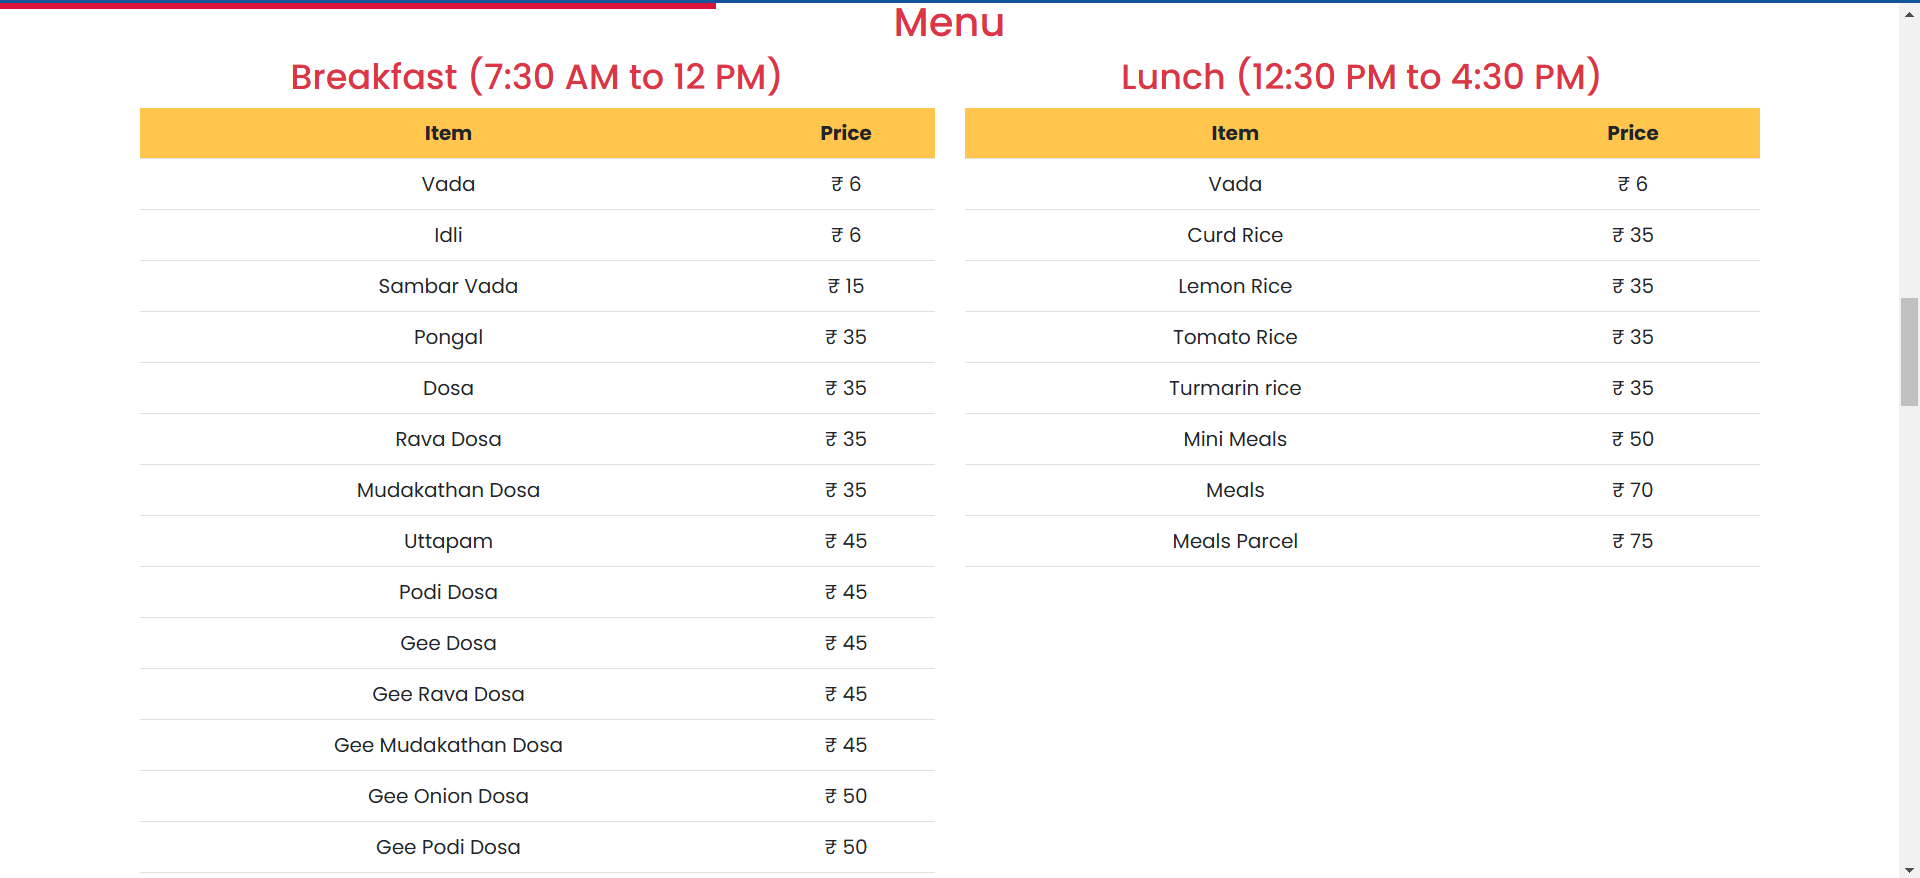 Menu
Breakfast (7:30 AM to 12 PM)
Item Price
Vada ₹ 6
Idli ₹ 6
Sambar Vada ₹ 15
Pongal ₹ 35
Dosa ₹ 35
Rava Dosa ₹ 35
Mudakathan Dosa ₹ 35
Uttapam ₹ 45
Podi Dosa ₹ 45
Gee Dosa ₹ 45
Gee Rava Dosa ₹ 45
Gee Mudakathan Dosa ₹ 45
Gee Onion Dosa ₹ 50
Gee Podi Dosa ₹ 50
Lunch (12:30 PM to 4:30 PM)
Item Price
Vada ₹ 6
Curd Rice ₹ 35
Lemon Rice ₹ 35
Tomato Rice ₹ 35
Turmarin rice ₹ 35
Mini Meals ₹ 50
Meals ₹ 70
Meals Parcel ₹ 75